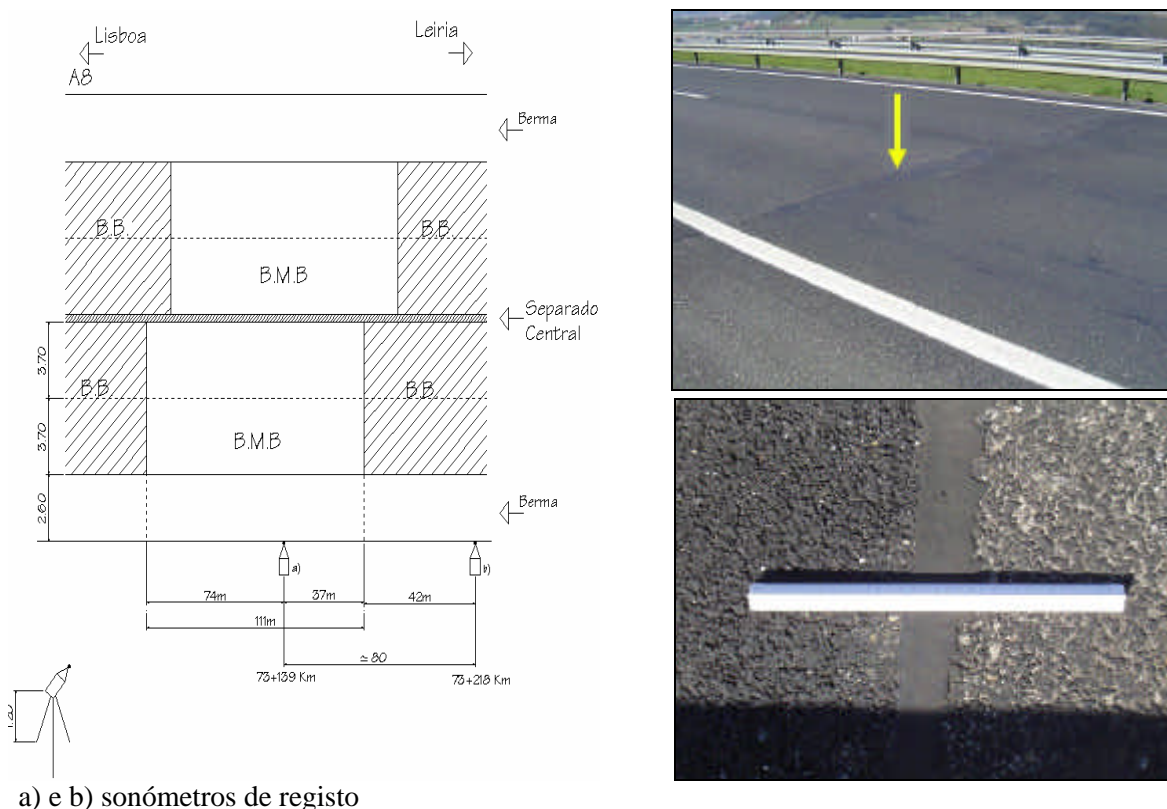 Lisboa
Leiria
A8
Berma
B.B.
B.B.
B.M.B
Separado
Central
3.70
B.B
B.B.
3.70
B.M.B
2.60
Berma
a)
b)
74m
37m
42m
111m
≃ 80
73+139 Km
73+218 Km
a) e b) sonómetros de registo